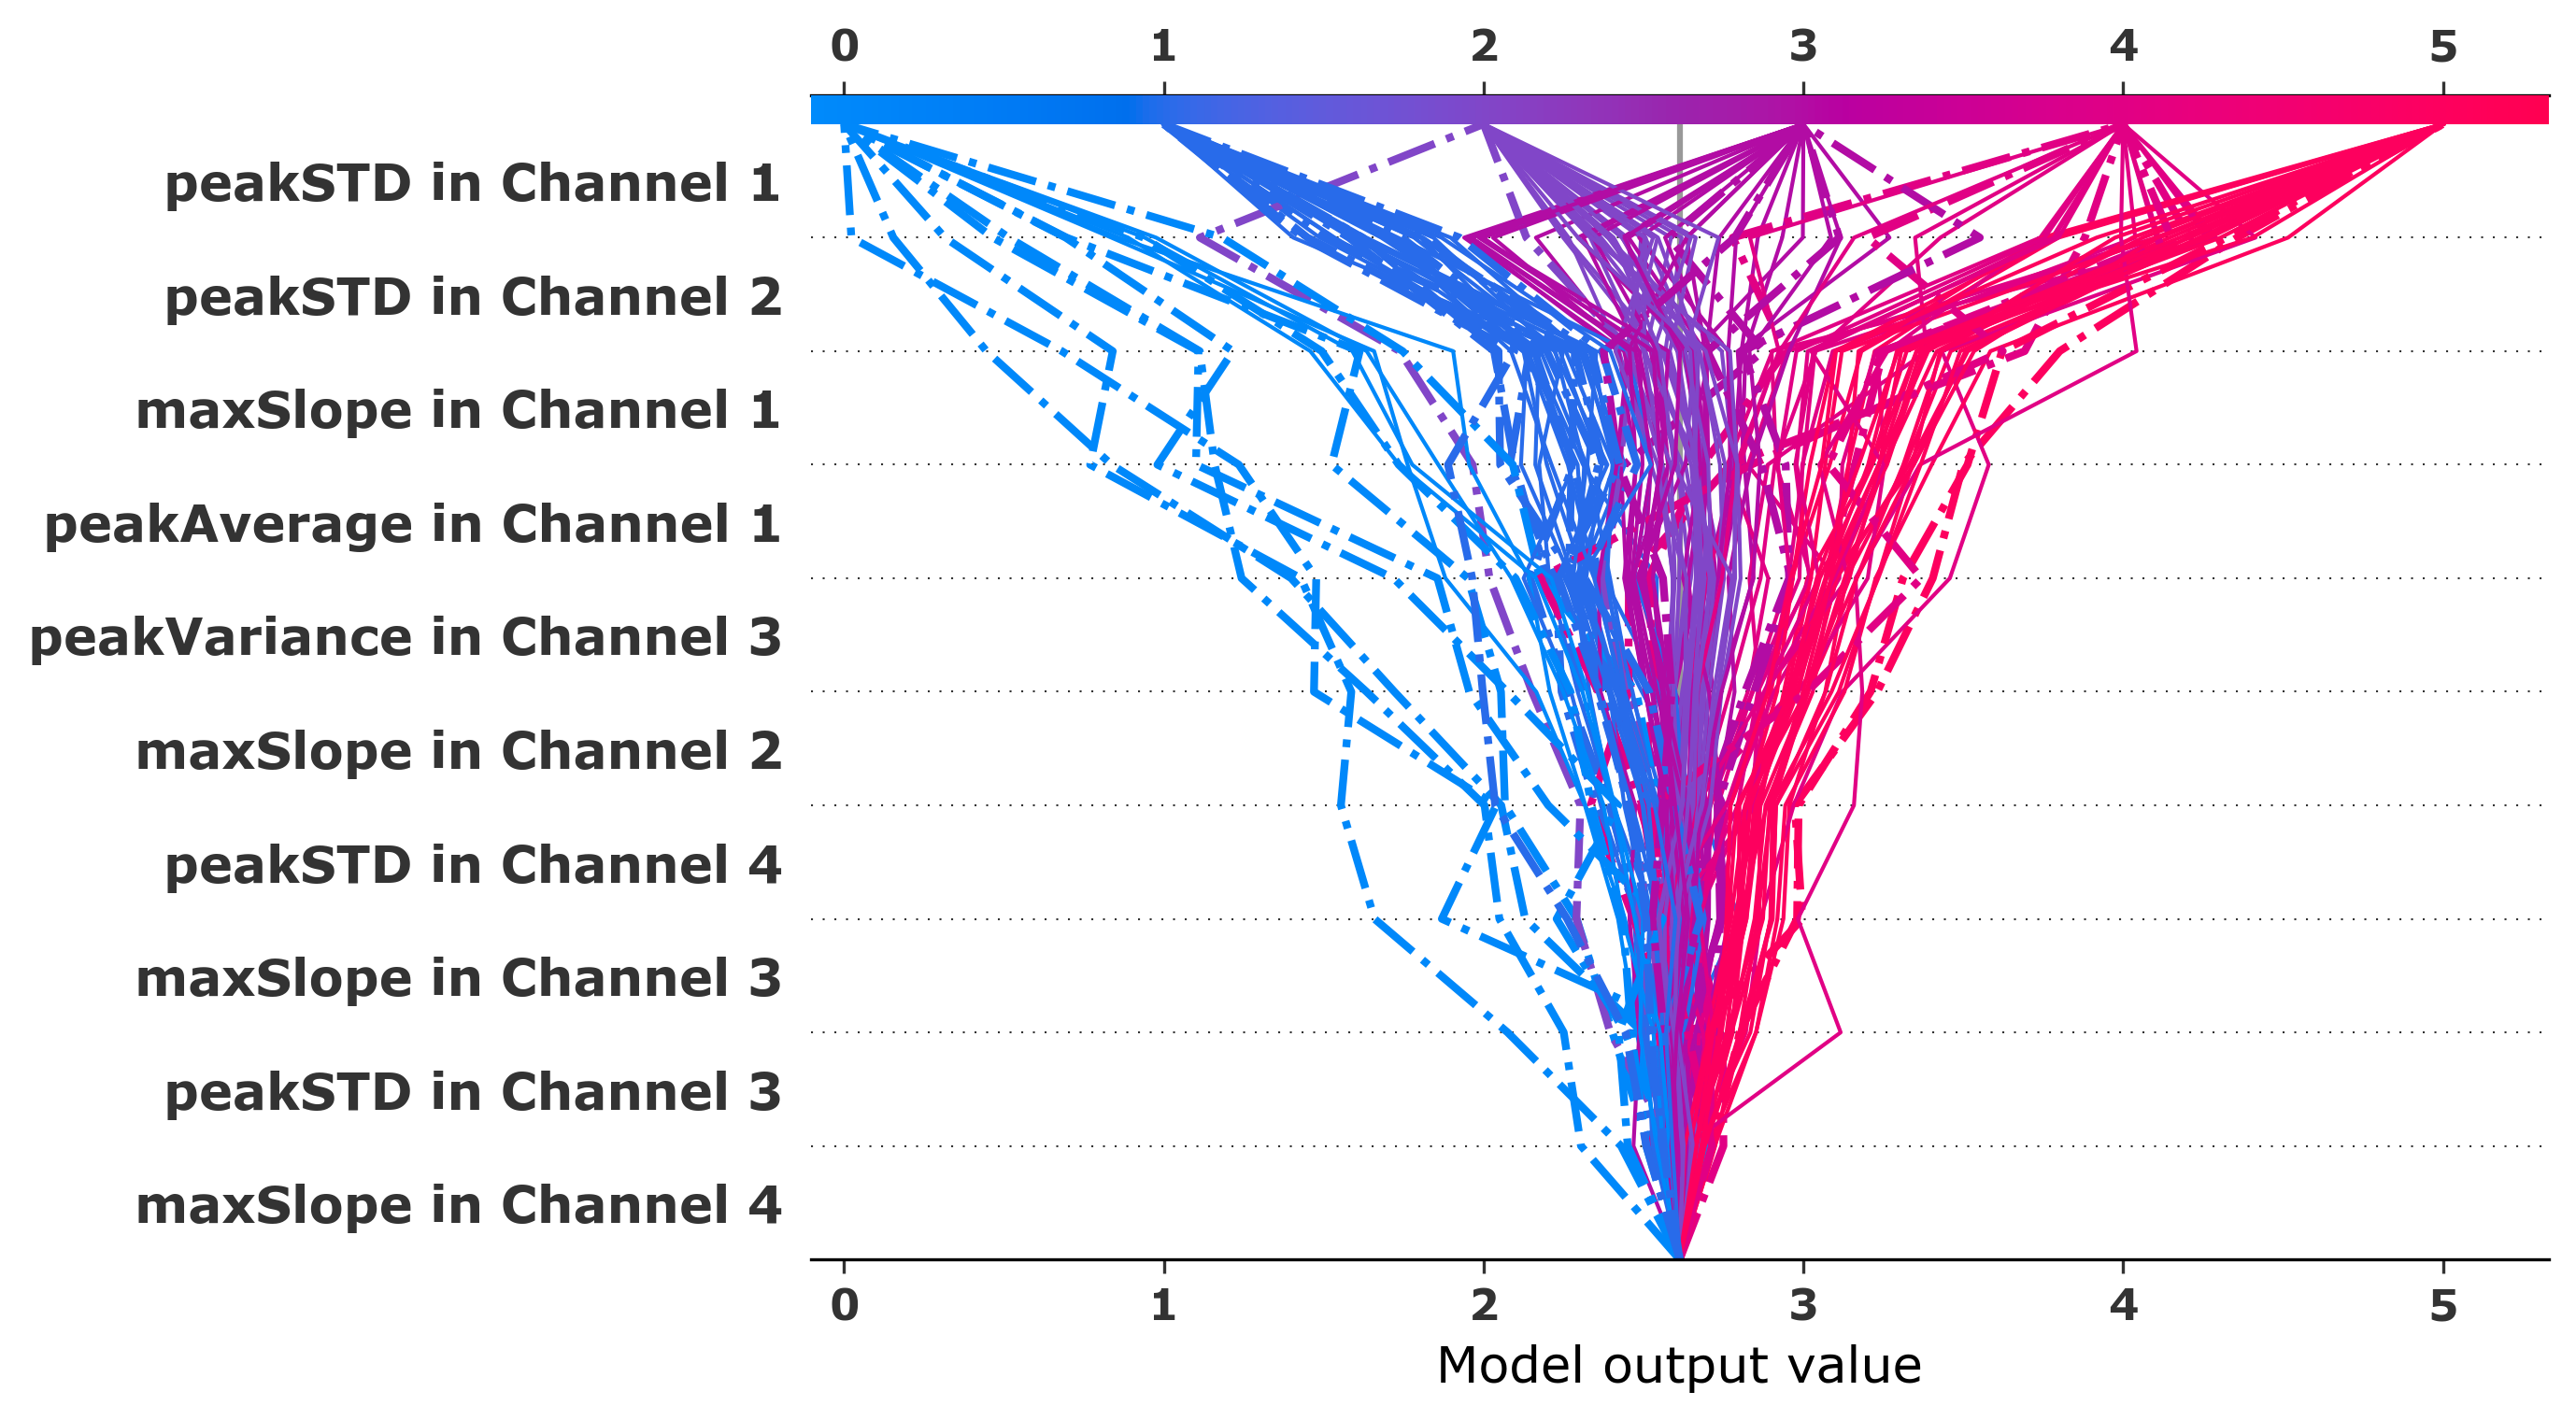 0 1 2 3 4 5
peakSTD in Channel 1
peakSTD in Channel 2
maxSlope in Channel 1
peakAverage in Channel 1
peakVariance in Channel 3
maxSlope in Channel 2
peakSTD in Channel 4
maxSlope in Channel 3
peakSTD in Channel 3
maxSlope in Channel 4
0 1 2 3 4 5
Model output value